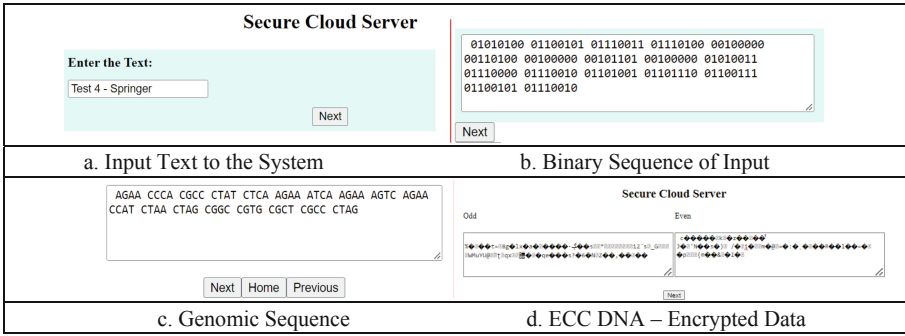 Secure Cloud Server
Enter the Text:
Test 4 - Springer
Next
01010100 01100101 01110011 01110100 00100000
00110100 00100000 00101101 00100000 01010011
01110000 01110010 01101001 01101110 01100111
01100101 01110010
Next
a. Input Text to the System
b. Binary Sequence of Input
AGAA CCCA CGCC CTAT CTCA AGAA ATCA AGAA AGTC AGAA
CCAT CTAA CTAG CGGC CGTG CGCT CGCC CTAG
Next Home Previous
Secure Cloud Server
Odd Even
Next
c. Genomic Sequence
d. ECC DNA – Encrypted Data